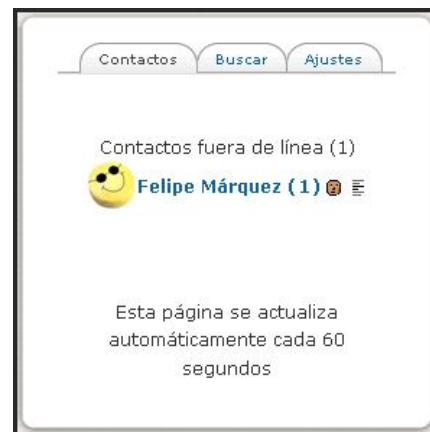 Contactos Buscar Ajustes
Contactos fuera de línea (1)
Felipe Márquez (1)
Esta página se actualiza
automáticamente cada 60
segundos